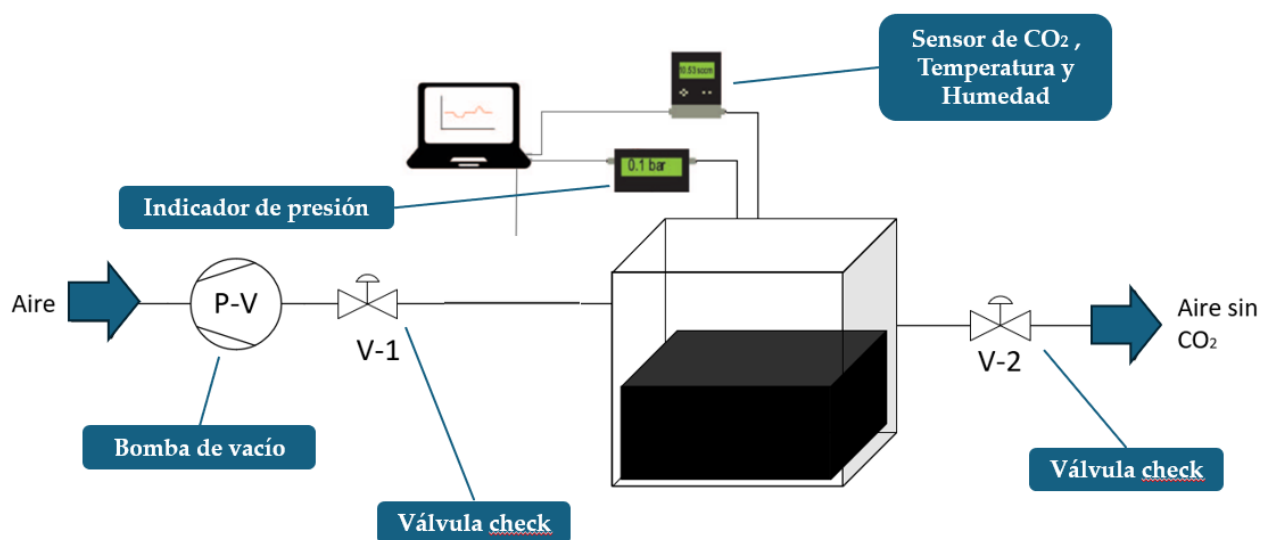 Sensor de CO₂ ,
Temperatura y
Humedad
10.53 sccm
0.1 bar
Indicador de presión
Aire
P-V
V-1
Aire sin
CO₂
V-2
Bomba de vacío
Válvula check
Válvula check